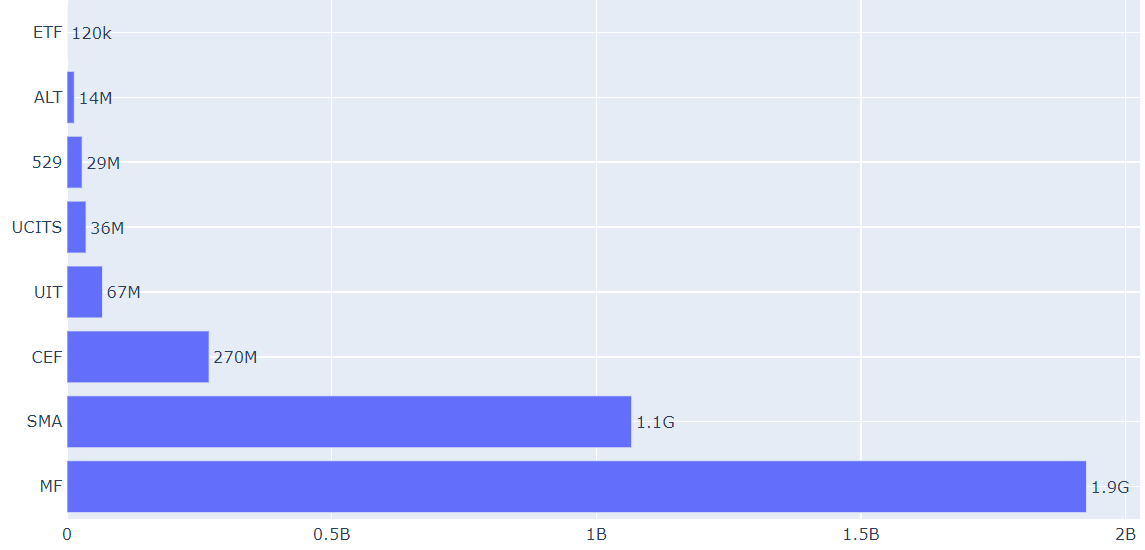 ETF 120k
ALT 14M
529 29M
UCITS 36M
UIT 67M
CEF 270M
SMA 1.1G
MF 1.9G
0 0.5B 1B 1.5B 2B